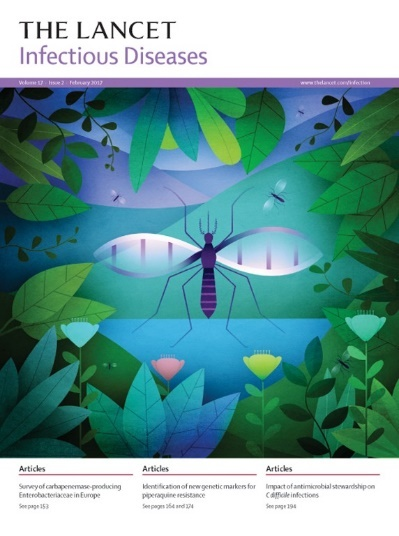 THE LANCET
Infectious Diseases
Volume 17 · Issue 2 · February 2017
www.thelancet.com/infection
Articles
Survey of carbapenemase-producing
Enterobacteriaceae in Europe
See page 153
Articles
Identification of new genetic markers for
piperaquine resistance
See pages 164 and 174
Articles
Impact of antimicrobial stewardship on
C difficile infections
See page 194